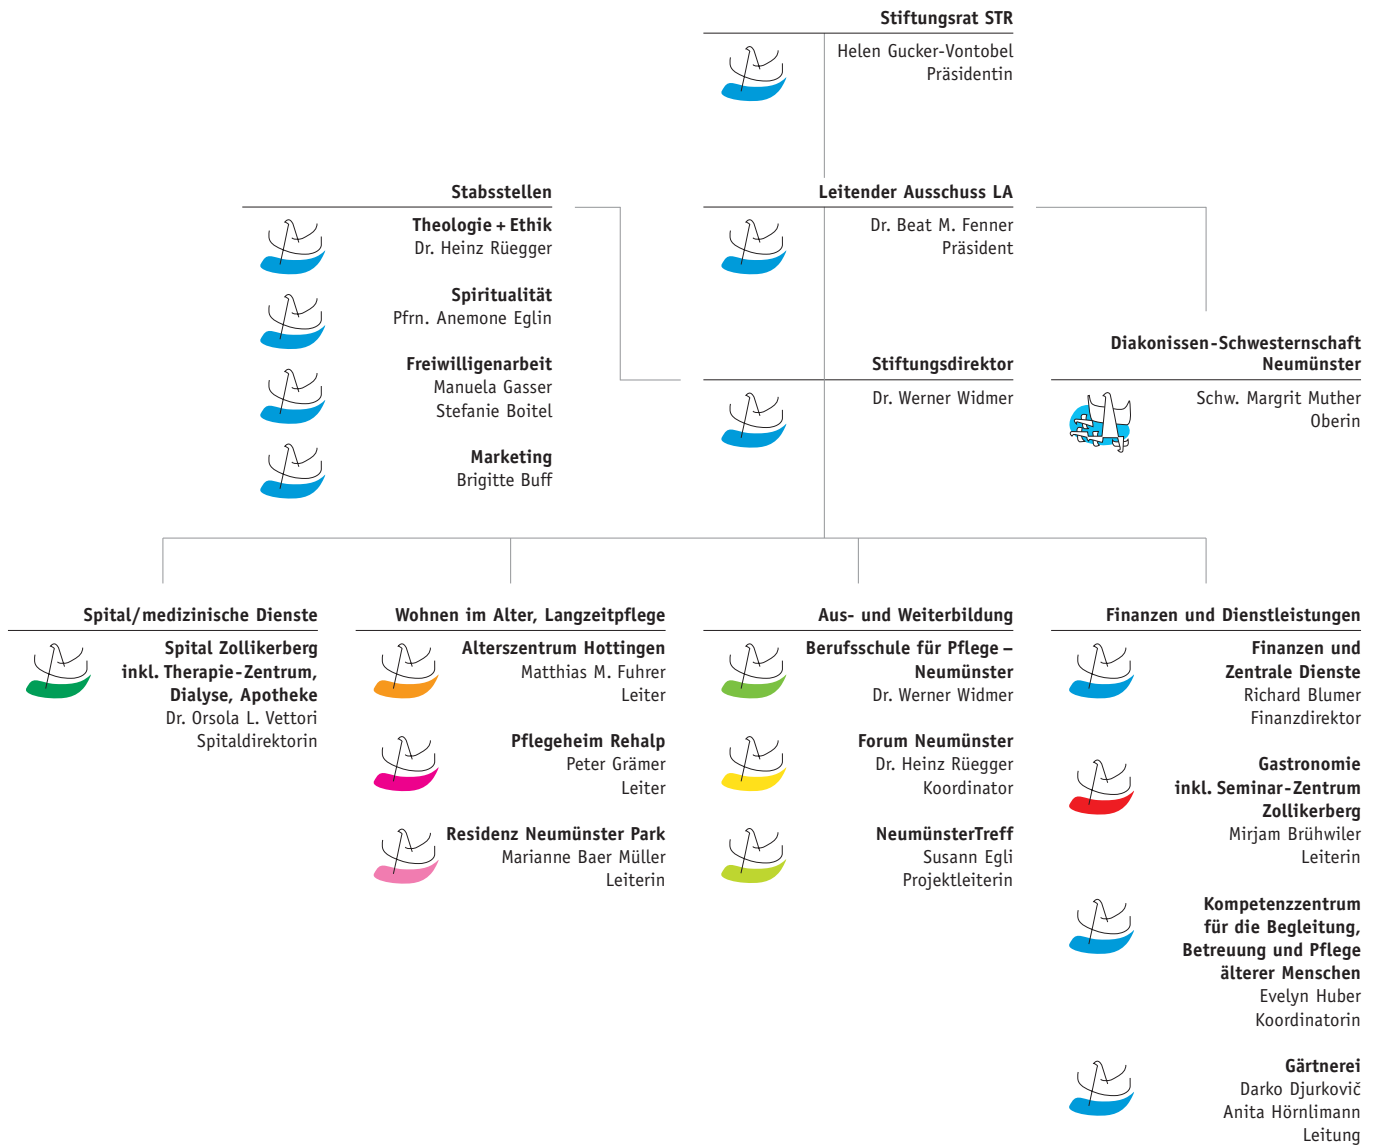 Stiftungsrat STR
Helen Gucker-Vontobel
Präsidentin
Stabsstellen
Theologie + Ethik
Dr. Heinz Rüegger
Spiritualität
Pfrn. Anemone Eglin
Freiwilligenarbeit
Manuela Gasser
Stefanie Boitel
Marketing
Brigitte Buff
Leitender Ausschuss LA
Dr. Beat M. Fenner
Präsident
Stiftungsdirektor
Dr. Werner Widmer
Diakonissen-Schwesternschaft
Neumünster
Schw. Margrit Muther
Oberin
Spital/medizinische Dienste
Spital Zollikerberg
inkl. Therapie-Zentrum,
Dialyse, Apotheke
Dr. Orsola L. Vettori
Spitaldirektorin
Wohnen im Alter, Langzeitpflege
Alterszentrum Hottingen
Matthias M. Fuhrer
Leiter
Pflegeheim Rehalp
Peter Grämer
Leiter
Residenz Neumünster Park
Marianne Baer Müller
Leiterin
Aus- und Weiterbildung
Berufsschule für Pflege –
Neumünster
Dr. Werner Widmer
Forum Neumünster
Dr. Heinz Rüegger
Koordinator
NeumünsterTreff
Susann Egli
Projektleiterin
Finanzen und Dienstleistungen
Finanzen und
Zentrale Dienste
Richard Blumer
Finanzdirektor
Gastronomie
inkl. Seminar-Zentrum
Zollikerberg
Mirjam Brühwiler
Leiterin
Kompetenzzentrum
für die Begleitung,
Betreuung und Pflege
älterer Menschen
Evelyn Huber
Koordinatorin
Gärtnerei
Darko Djurkovič
Anita Hörnlimann
Leitung